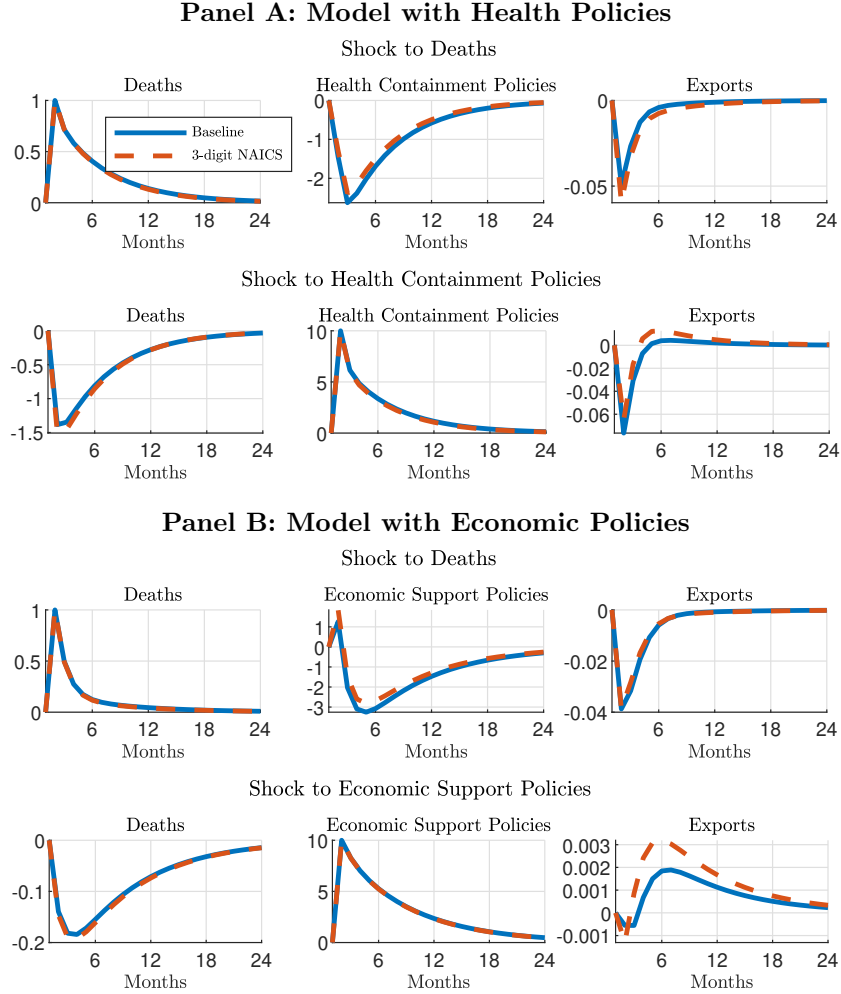 Panel A: Model with Health Policies
Shock to Deaths
Deaths
Health Containment Policies
Exports
1
0.5
0
Baseline
3-digit NAICS
6 12 18 24
Months
0
-1
-2
6 12 18 24
Months
0
-0.05
6 12 18 24
Months
Shock to Health Containment Policies
Deaths
Health Containment Policies
Exports
0
-0.5
-1
-1.5
6 12 18 24
Months
10
5
0
6 12 18 24
Months
0
-0.02
-0.04
-0.06
6 12 18 24
Months
Panel B: Model with Economic Policies
Shock to Deaths
Deaths
Economic Support Policies
Exports
1
0.5
0
6 12 18 24
Months
1
0
-1
-2
-3
6 12 18 24
Months
0
-0.02
-0.04
6 12 18 24
Months
Shock to Economic Support Policies
Deaths
Economic Support Policies
Exports
0
-0.1
-0.2
6 12 18 24
Months
10
5
0
6 12 18 24
Months
0.003
0.002
0.001
0
-0.001
6 12 18 24
Months